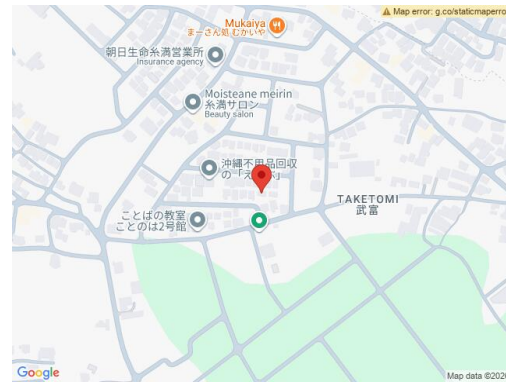 Map error: g.co/staticmaperro
Mukaiya
まーさん処 むかいや
朝日生命糸満営業所
Insurance agency
Moisteane meirin
糸満サロン
Beauty salon
沖縄不用品回収
の「え
ことばの教室
ことのは2号館
TAKETOMI
武富
Google
Map data ©202